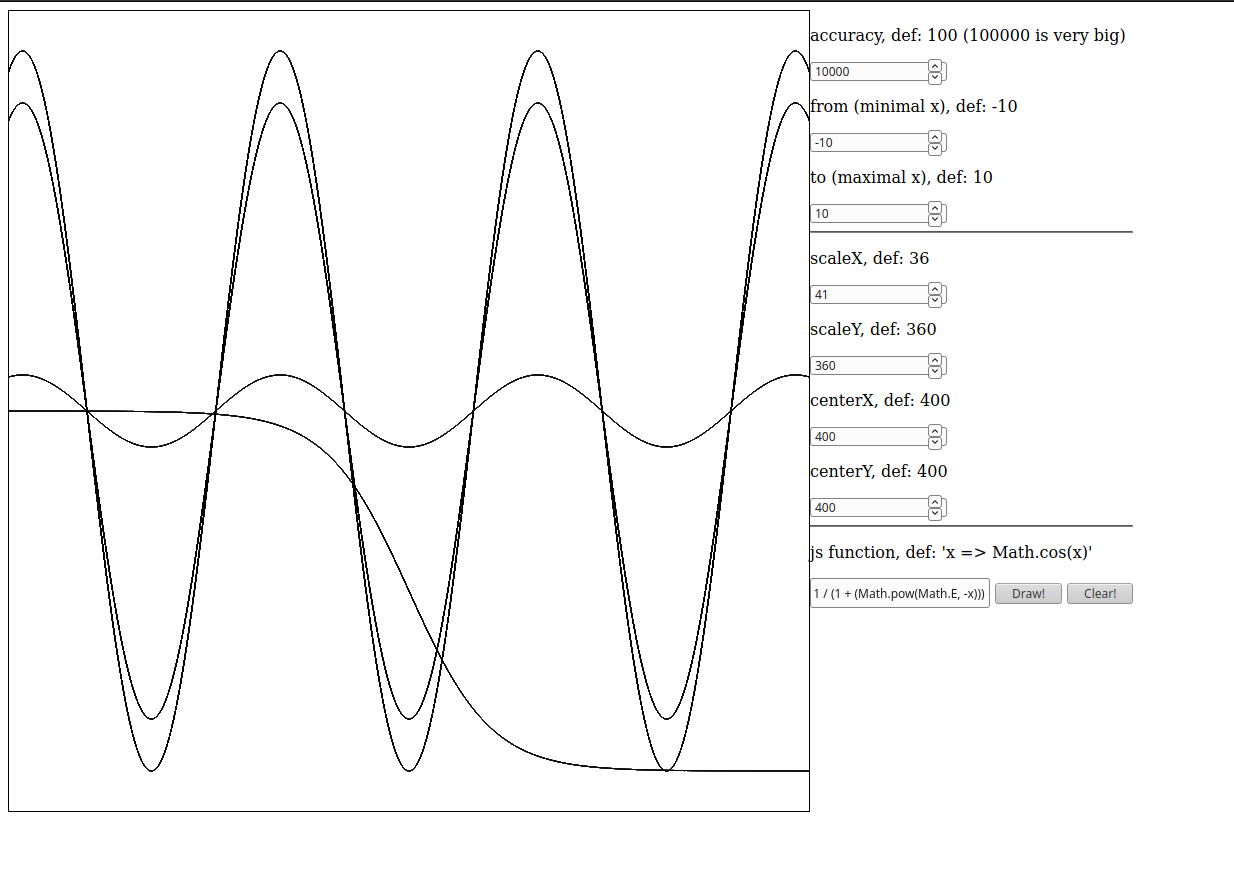 accuracy, def: 100 (100000 is very big)
10000
from (minimal x), def: -10
-10
to (maximal x), def: 10
10
scaleX, def: 36
41
scaleY, def: 360
360
centerX, def: 400
400
centerY, def: 400
400
js function, def: 'x => Math.cos(x)'
1 / (1 + (Math.pow(Math.E, -x))) Draw! Clear!